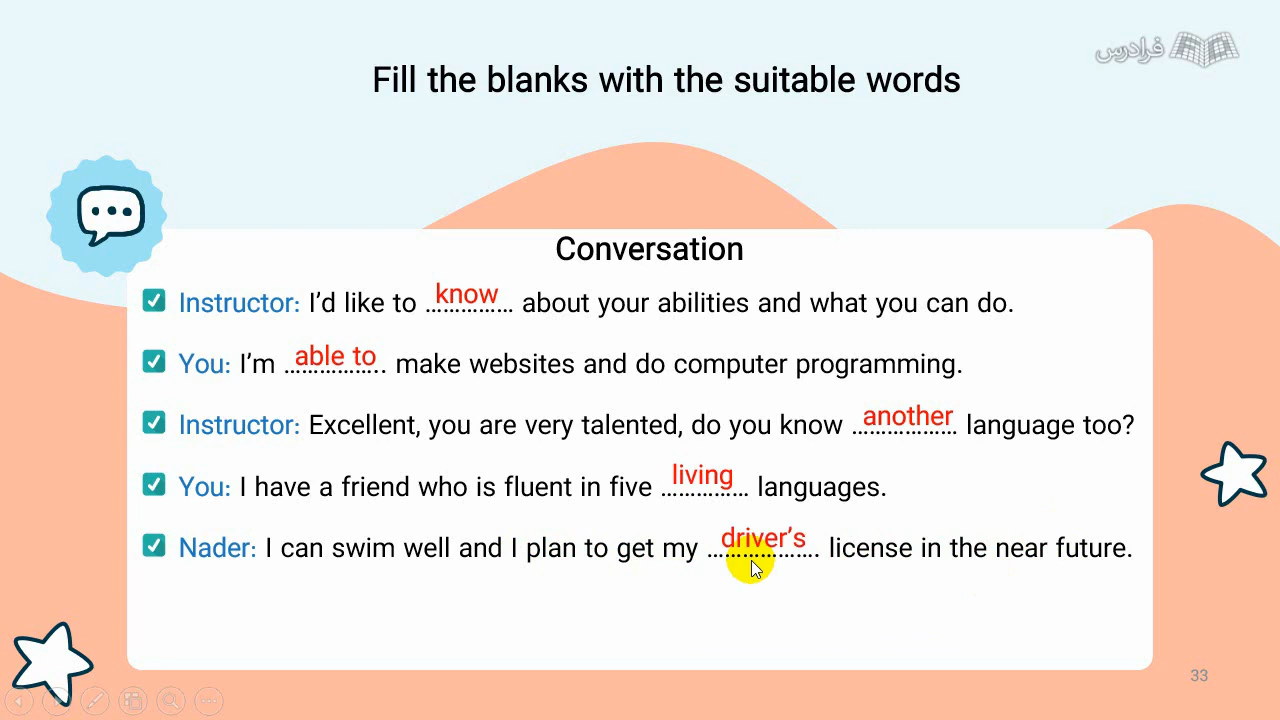 فرادرس
Fill the blanks with the suitable words
Conversation
Instructor: I’d like to ...know... about your abilities and what you can do.
You: I’m ...able to... make websites and do computer programming.
Instructor: Excellent, you are very talented, do you know ...another... language too?
You: I have a friend who is fluent in five ...living... languages.
Nader: I can swim well and I plan to get my ...driver’s... license in the near future.
33